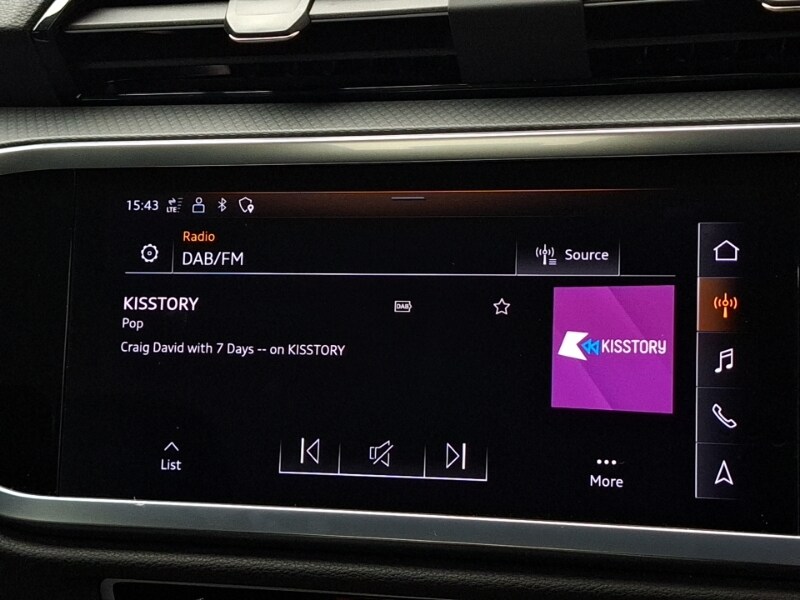 15:43 LTE
Radio
DAB/FM
Source
KISSTORY
DAB
Pop
Craig David with 7 Days -- on KISSTORY
KISSTORY
List
More